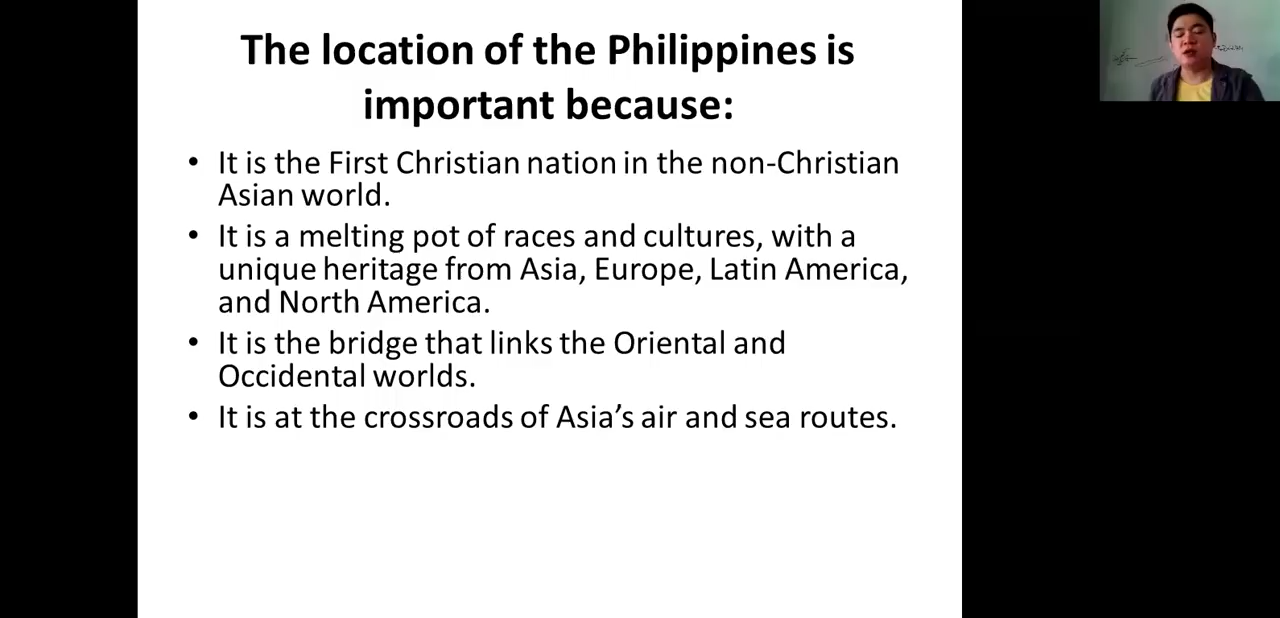 The location of the Philippines is
important because:
• It is the First Christian nation in the non-Christian
Asian world.
• It is a melting pot of races and cultures, with a
unique heritage from Asia, Europe, Latin America,
and North America.
• It is the bridge that links the Oriental and
Occidental worlds.
• It is at the crossroads of Asia’s air and sea routes.